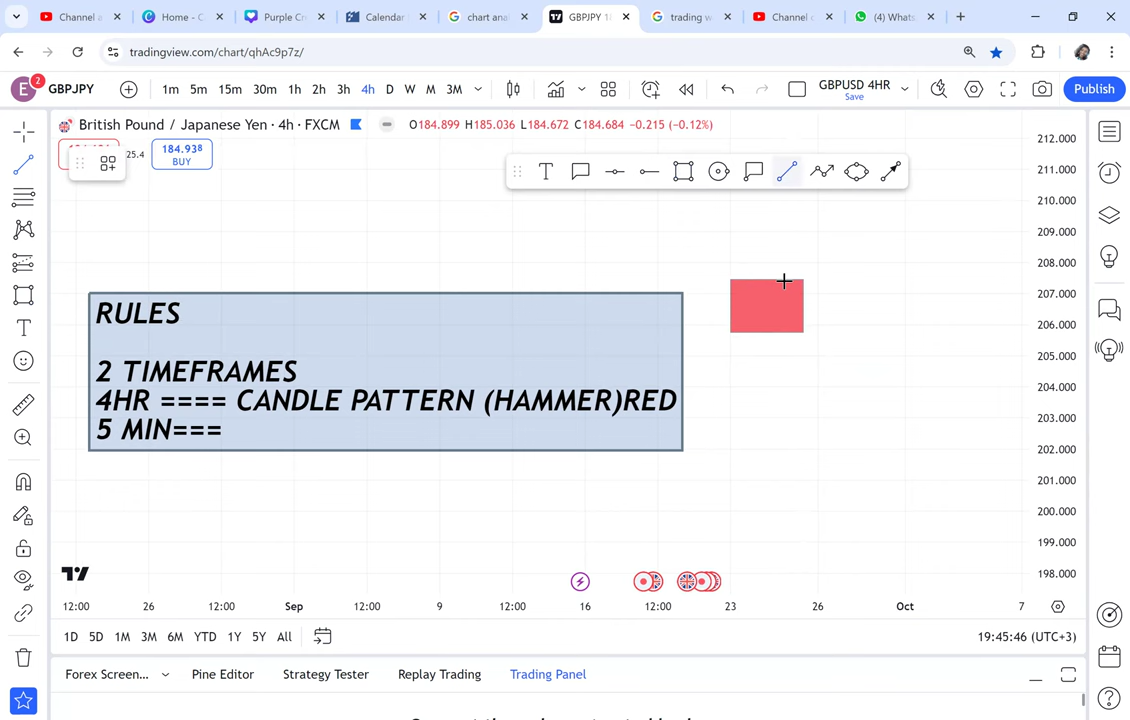 Channel a
Home - C
Purple Cr
Calendar
chart anal
GBPJPY 18
trading w
Channel c
(4) Whats
tradingview.com/chart/qhAc9p7z/
E
2
GBPJPY
1m 5m 15m 30m 1h 2h 3h 4h D W M 3M
GBPUSD 4HR
Save
Publish
British Pound / Japanese Yen · 4h · FXCM
O184.899 H185.036 L184.672 C184.684 −0.215 (−0.12%)
25.4
184.938
BUY
212.000
211.000
210.000
209.000
208.000
207.000
206.000
205.000
204.000
203.000
202.000
201.000
200.000
199.000
198.000
RULES
2 TIMEFRAMES
4HR ==== CANDLE PATTERN (HAMMER)RED
5 MIN===
12:00 26 12:00 Sep 12:00 9 12:00 16 12:00 23 26 Oct 7
1D 5D 1M 3M 6M YTD 1Y 5Y All
19:45:46 (UTC+3)
Forex Screen...
Pine Editor
Strategy Tester
Replay Trading
Trading Panel